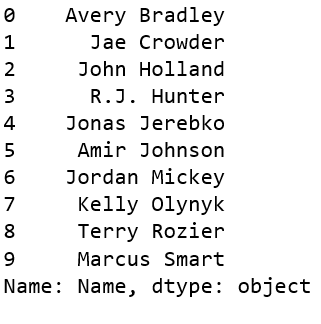 0    Avery Bradley
1      Jae Crowder
2     John Holland
3      R.J. Hunter
4    Jonas Jerebko
5     Amir Johnson
6    Jordan Mickey
7     Kelly Olynyk
8     Terry Rozier
9     Marcus Smart
Name: Name, dtype: object